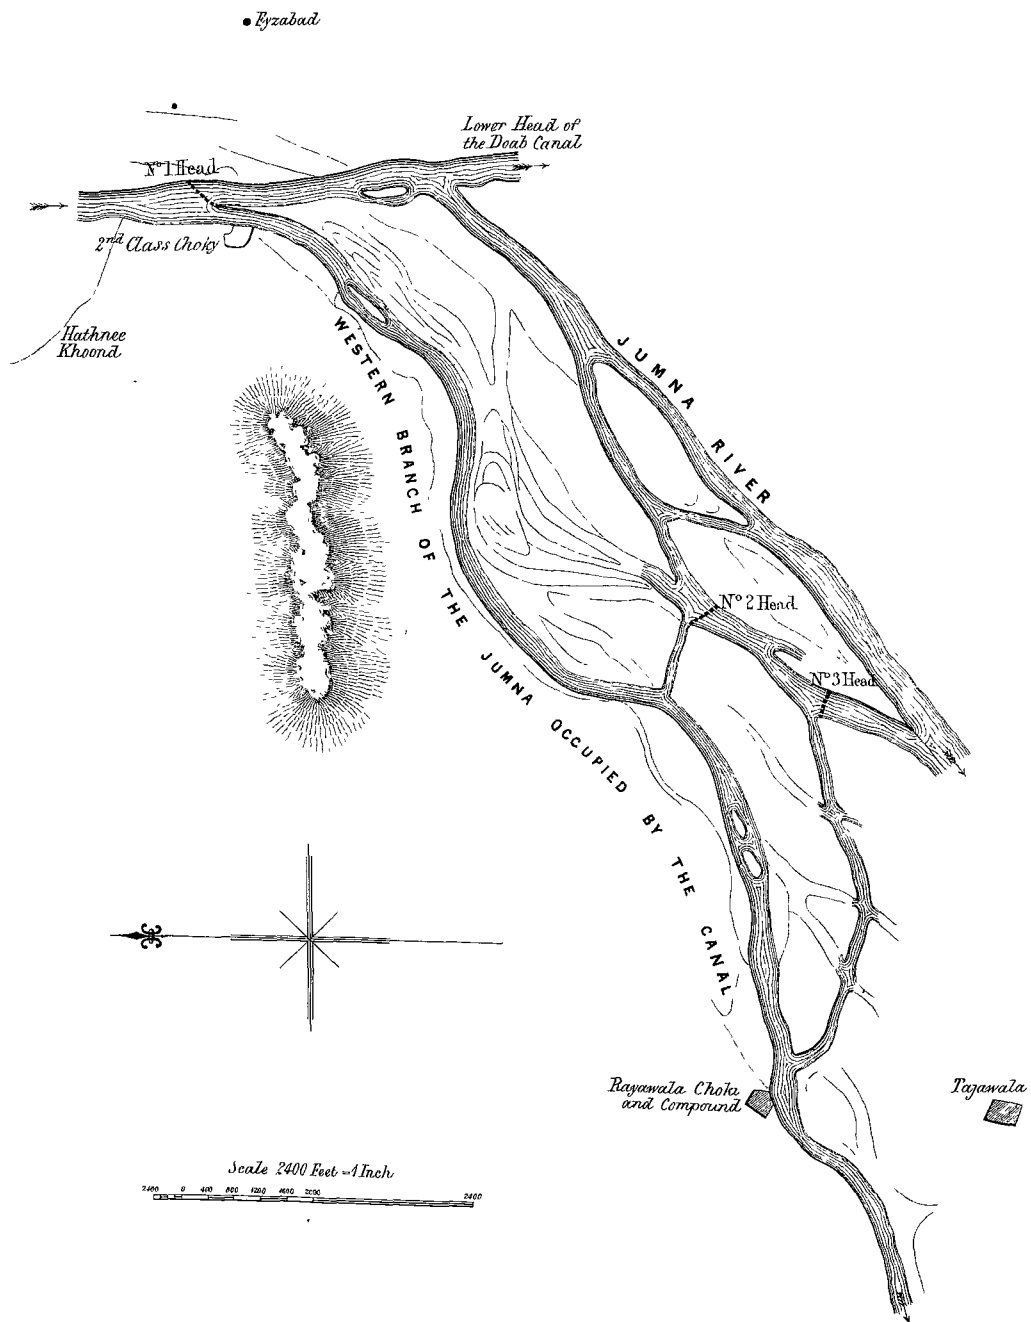 Fyzabad
Lower Head of
the Doab Canal
Nº 1 Head
2nd Class Choky
Hathnee
Khoond
JUMNA RIVER
WESTERN BRANCH OF THE JUMNA OCCUPIED BY THE CANAL
Nº 2 Head
Nº 3 Head
Rayawala Choka
and Compound
Tajawala
Scale 2400 Feet = 1 Inch
2400 0 400 800 1200 1600 2000 2400